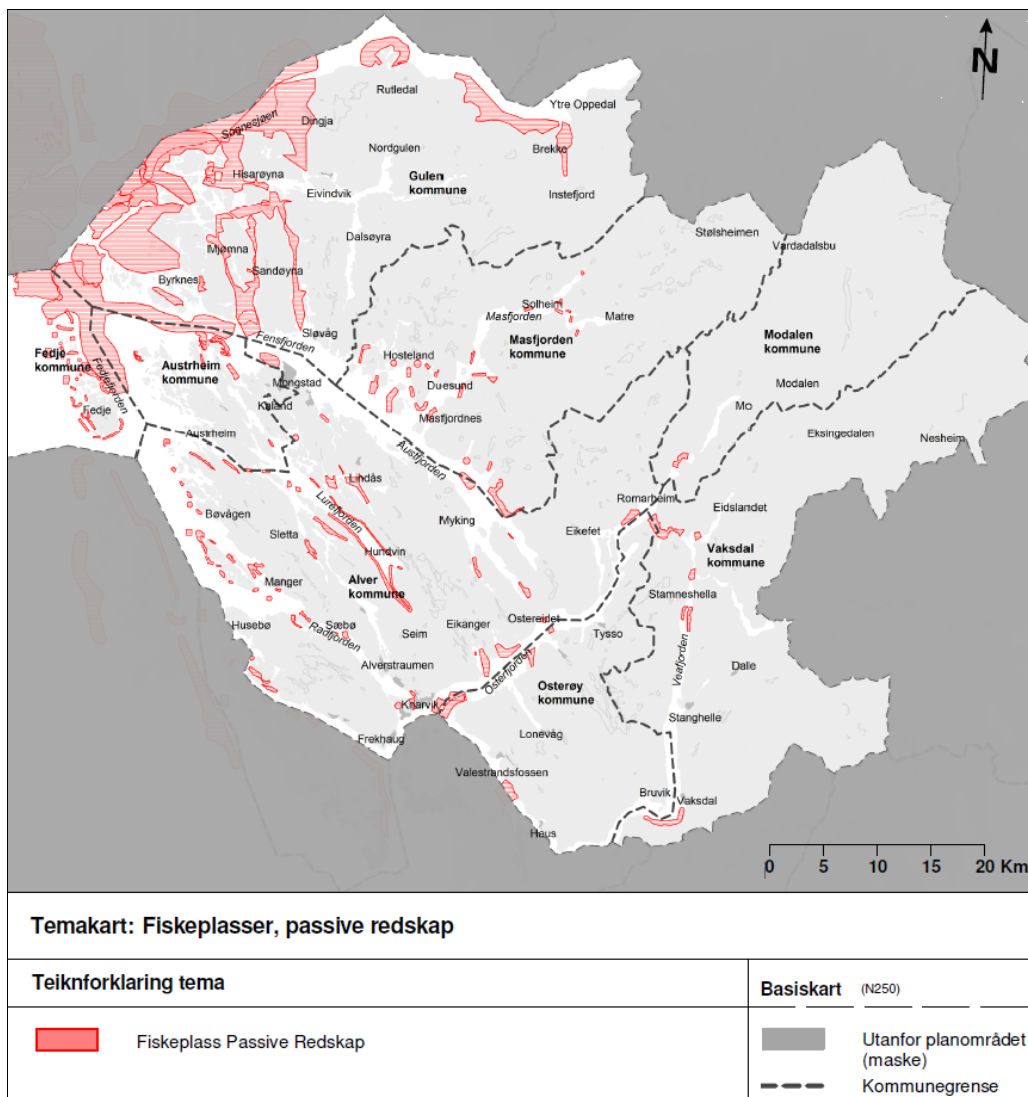 N
Rutledal
Ytre Oppedal
Sognesjøen
Dingja
Nordgulen
Brekke
Hisarøyna
Gulen
kommune
Eivindvik
Instefjord
Dalsøyra
Stølsheimen
Vardadalsbu
Mjømna
Sandøyna
Byrknes
Solheim
Masfjorden
Matre
Sløvåg
Fensfjorden
Masfjorden
kommune
Modalen
kommune
Fedje
kommune
Austrheim
kommune
Hosteland
Mongstad
Duesund
Modalen
Fedjefjorden
Fedje
Kaland
Masfjordnes
Mo
Austrheim
Eksingedalen
Nesheim
Austfjorden
Lindås
Romarheim
Lurefjorden
Bøvågen
Myking
Eidslandet
Sletta
Eikefet
Hundvin
Vaksdal
kommune
Manger
Alver
kommune
Stamneshella
Husebø
Radfjorden
Sæbø
Eikanger
Ostereidet
Seim
Tysso
Alverstraumen
Osterfjorden
Veafjorden
Dale
Osterøy
kommune
Knarvik
Stanghelle
Frekhaug
Lonevåg
Valestrandsfossen
Bruvik
Vaksdal
Haus
0 5 10 15 20 Km
Temakart: Fiskeplasser, passive redskap
Teiknforklaring tema
Basiskart (N250)
Fiskeplass Passive Redskap
Utanfor planområdet
(maske)
Kommunegrense